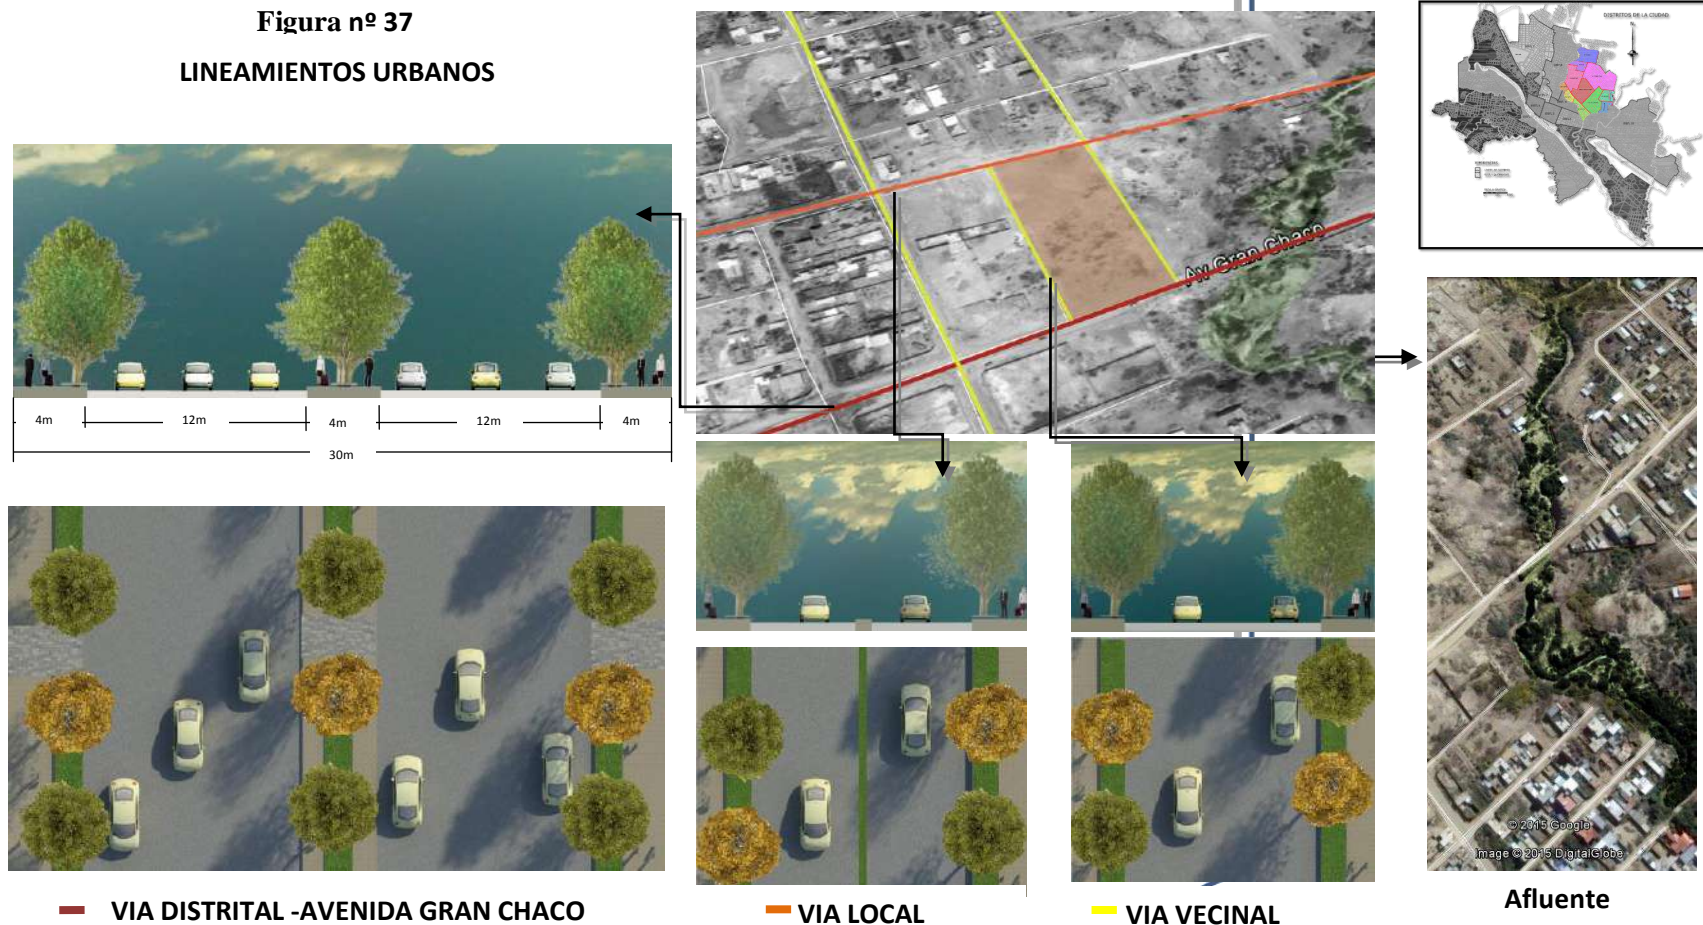 Figura nº 37
LINEAMIENTOS URBANOS
DISTRITOS DE LA CIUDAD
Av Gran Chaco
4m
12m
4m
12m
4m
30m
© 2015 Google
Image © 2015 DigitalGlobe
Afluente
VIA DISTRITAL -AVENIDA GRAN CHACO
VIA LOCAL
VIA VECINAL